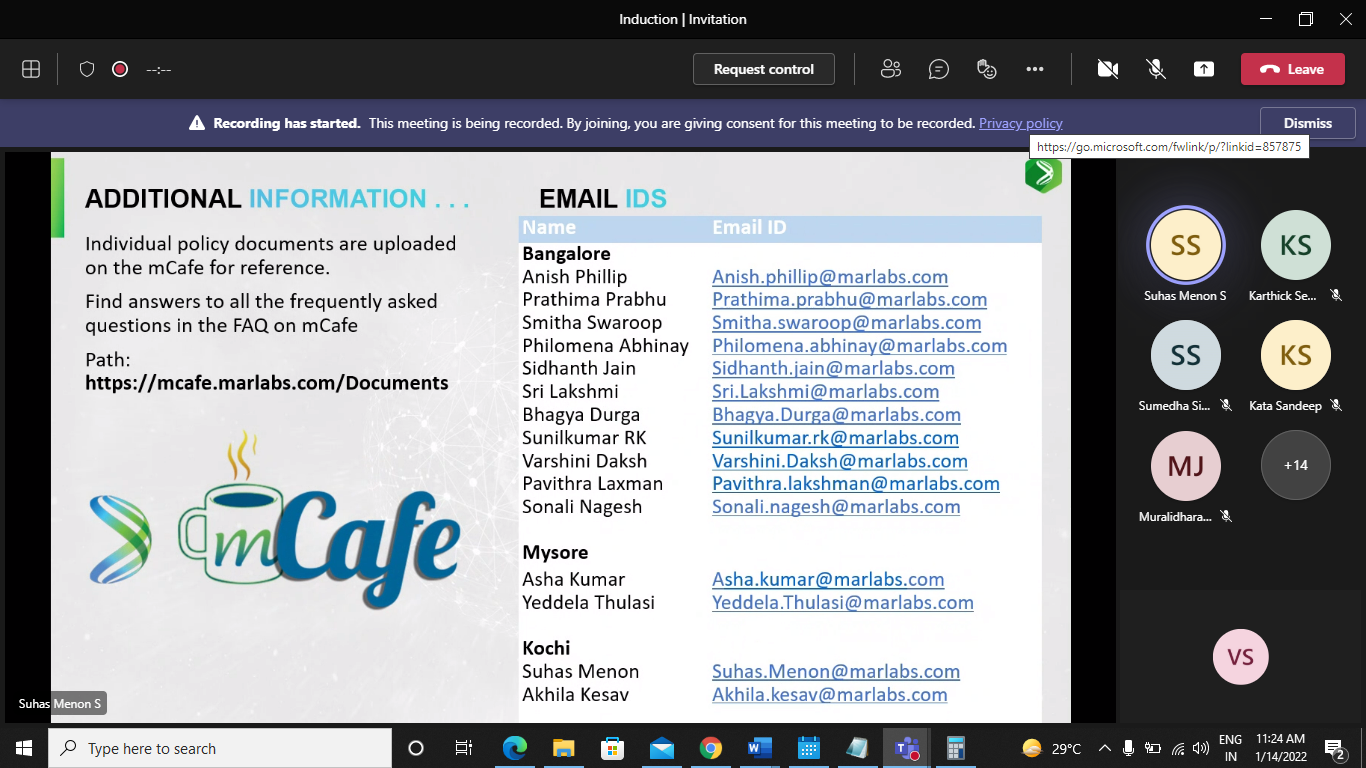 Induction | Invitation
--:--
Request control
Leave
Recording has started. This meeting is being recorded. By joining, you are giving consent for this meeting to be recorded. Privacy policy
Dismiss
https://go.microsoft.com/fwlink/p/?linkid=857875
ADDITIONAL INFORMATION . . .
Individual policy documents are uploaded
on the mCafe for reference.
Find answers to all the frequently asked
questions in the FAQ on mCafe
Path:
https://mcafe.marlabs.com/Documents
mCafe
EMAIL IDS
Name Email ID
Bangalore
Anish Phillip Anish.phillip@marlabs.com
Prathima Prabhu Prathima.prabhu@marlabs.com
Smitha Swaroop Smitha.swaroop@marlabs.com
Philomena Abhinay Philomena.abhinay@marlabs.com
Sidhanth Jain Sidhanth.jain@marlabs.com
Sri Lakshmi Sri.Lakshmi@marlabs.com
Bhagya Durga Bhagya.Durga@marlabs.com
Sunilkumar RK Sunilkumar.rk@marlabs.com
Varshini Daksh Varshini.Daksh@marlabs.com
Pavithra Laxman Pavithra.lakshman@marlabs.com
Sonali Nagesh Sonali.nagesh@marlabs.com
Mysore
Asha Kumar Asha.kumar@marlabs.com
Yeddela Thulasi Yeddela.Thulasi@marlabs.com
Kochi
Suhas Menon Suhas.Menon@marlabs.com
Akhila Kesav Akhila.kesav@marlabs.com
Suhas Menon S
SS KS
Suhas Menon S Karthick Se...
SS KS
Sumedha Si... Kata Sandeep
MJ +14
Muralidhara...
VS
Type here to search
29°C
ENG
IN
11:24 AM
1/14/2022
2